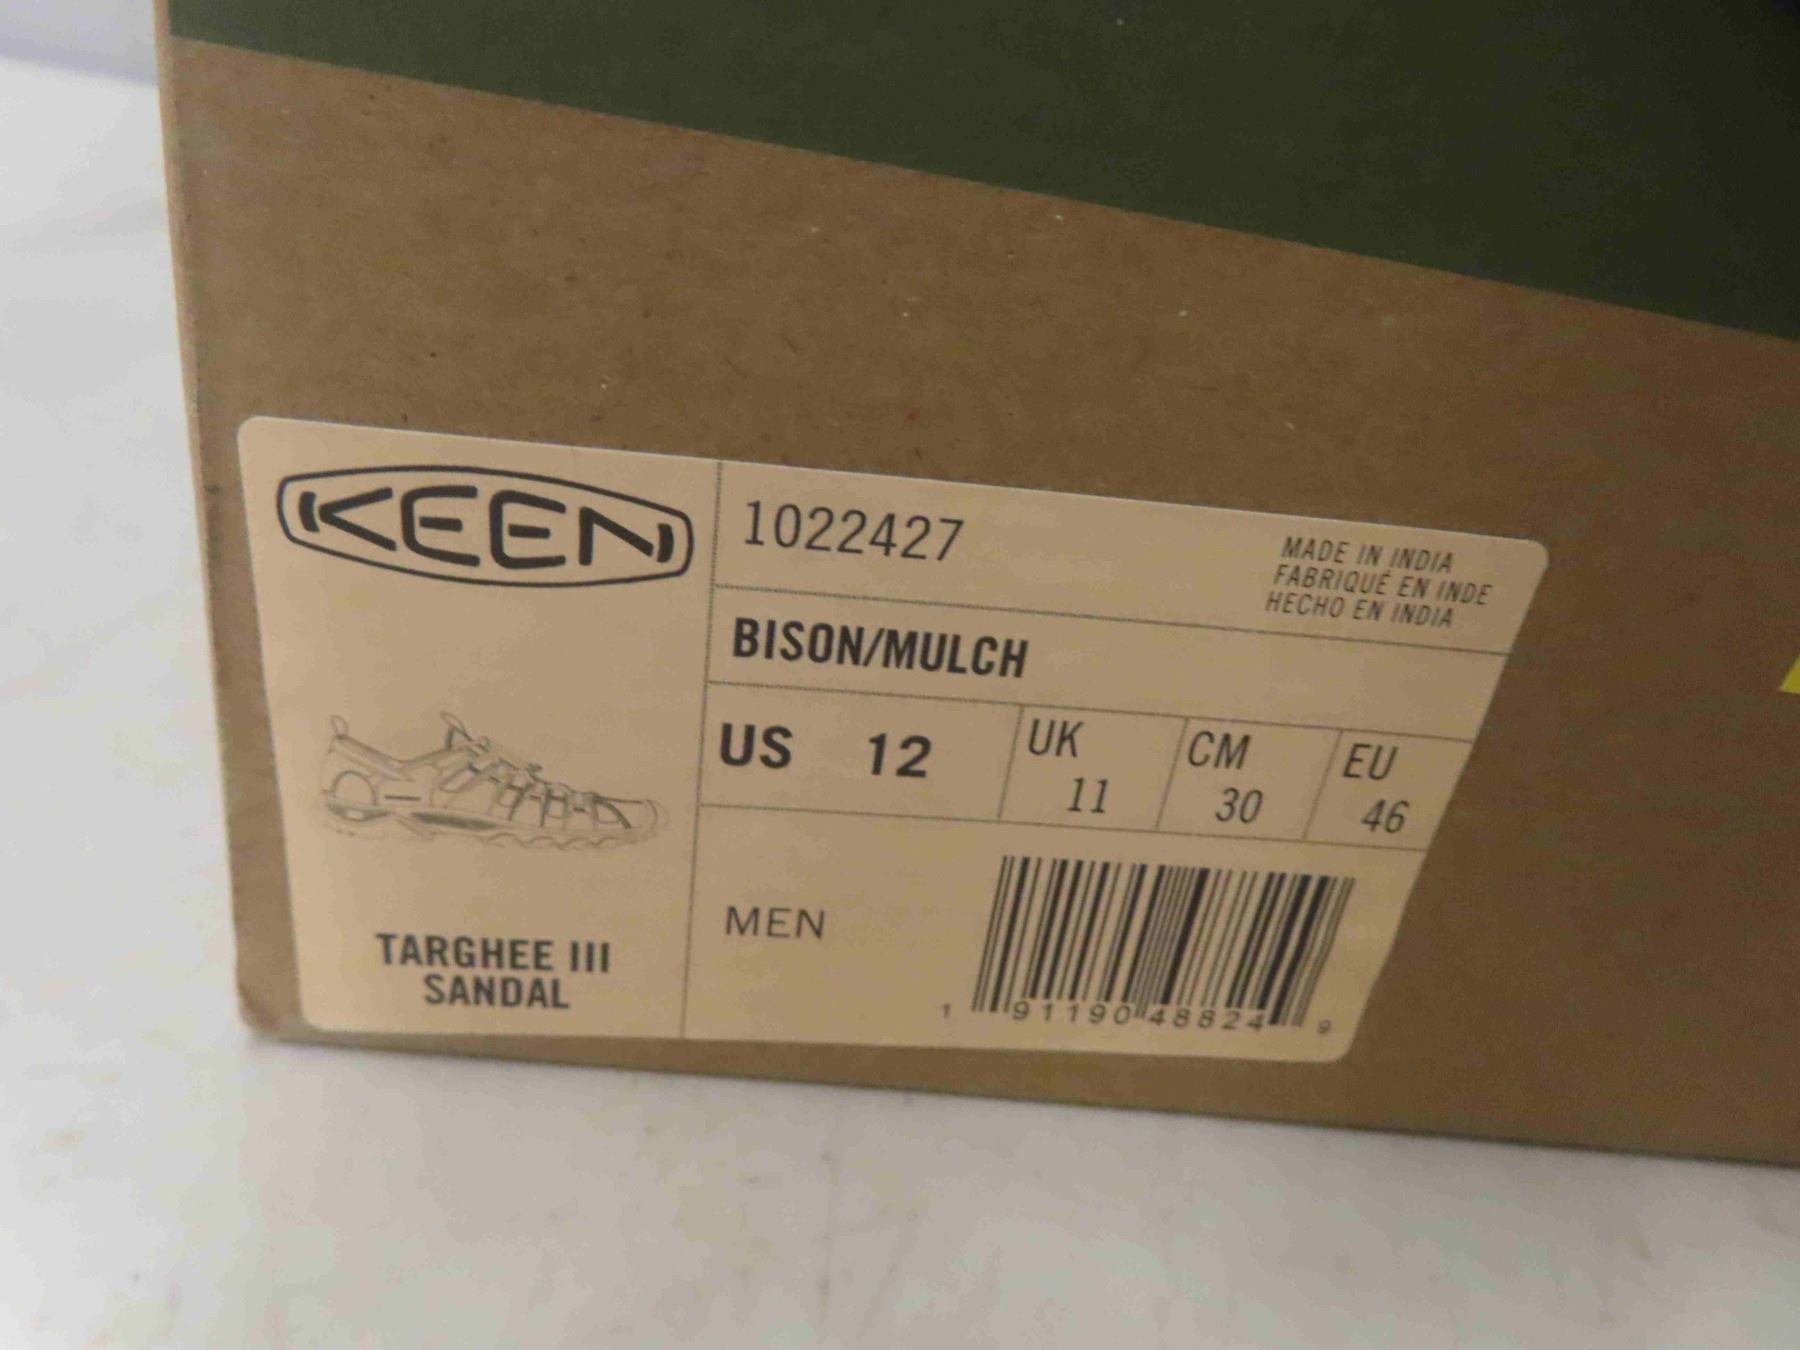 KEEN
1022427
MADE IN INDIA
FABRIQUÉ EN INDE
HECHO EN INDIA
BISON/MULCH
US 12
UK
11
CM
30
EU
46
MEN
TARGHEE III
SANDAL
1 91190 48824 9